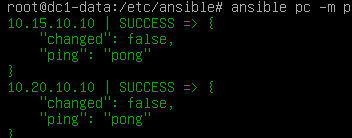 root@dc1-data:/etc/ansible# ansible pc -m p
10.15.10.10 | SUCCESS => {
    "changed": false,
    "ping": "pong"
}
10.20.10.10 | SUCCESS => {
    "changed": false,
    "ping": "pong"
}